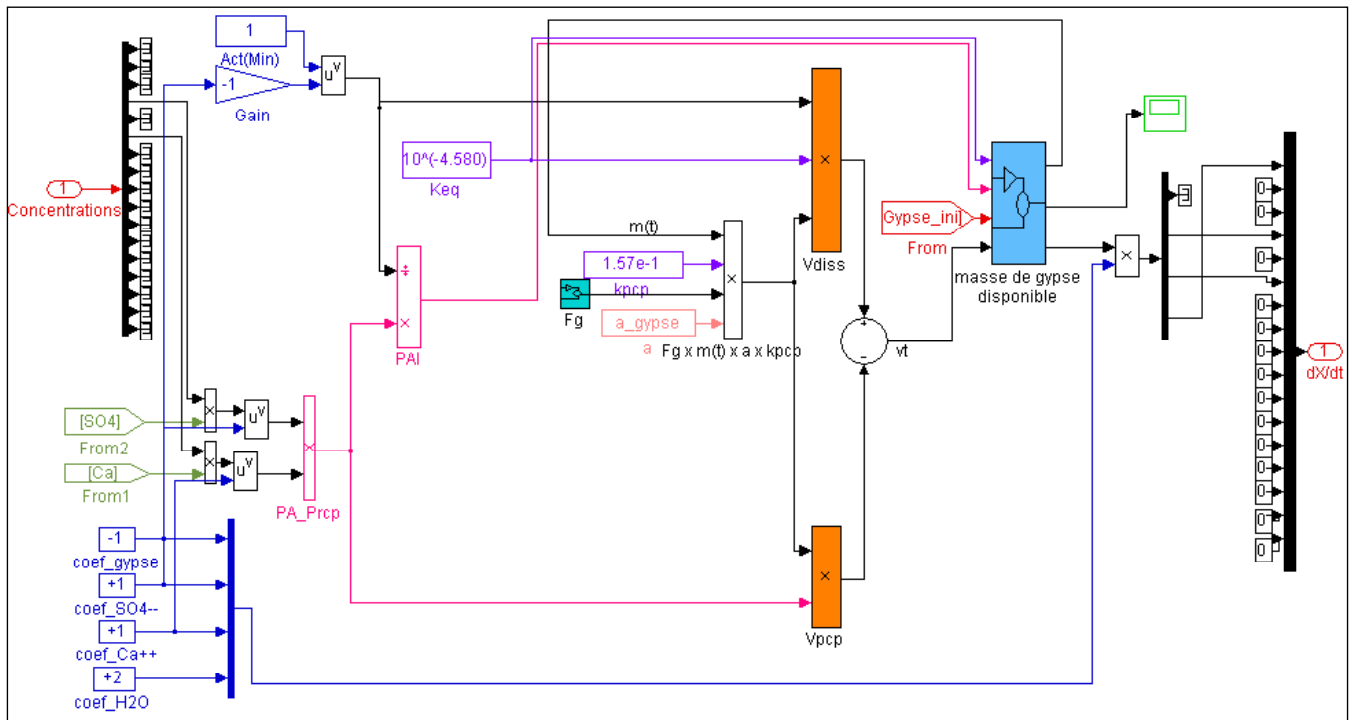 1
Act(Min)
-1
Gain
u^v
1
Concentrations
10^(-4.580)
Keq
m(t)
1.57e-1
kpcp
Fg
a_gypse
a
×
Fg x m(t) x a x kpcp
×
Vdiss
Gypse_ini]
From
masse de gypse
disponible
×
÷
×
PAI
+
-
vt
[SO4]
From2
[Ca]
From1
×
u^v
×
u^v
×
PA_Prcp
×
Vpcp
-1
coef_gypse
+1
coef_SO4--
+1
coef_Ca++
+2
coef_H2O
0
0
0
0
0
0
0
0
0
0
0
0
0
0
1
dX/dt